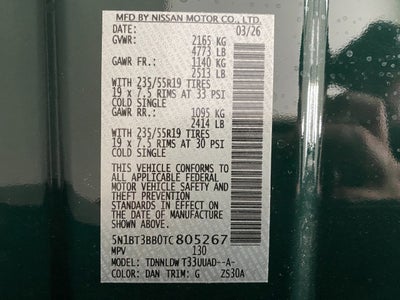 MFD BY NISSAN MOTOR CO., LTD.
DATE: 03/26
GVWR: 2165 KG
4773 LB
GAWR FR.: 1140 KG
2513 LB
WITH 235/55R19 TIRES
19 x 7.5 RIMS AT 33 PSI
COLD SINGLE
GAWR RR.: 1095 KG
2414 LB
WITH 235/55R19 TIRES
19 x 7.5 RIMS AT 30 PSI
COLD SINGLE
THIS VEHICLE CONFORMS TO
ALL APPLICABLE FEDERAL
MOTOR VEHICLE SAFETY
AND THEFT PREVENTION
STANDARDS IN EFFECT ON
THE DATE OF MANUFACTURE
SHOWN ABOVE.
5N1BT3BB0TC805267
MPV 130
MODEL: TDNNLDW T33UUAD--A-
COLOR: DAN TRIM: G ZS30A